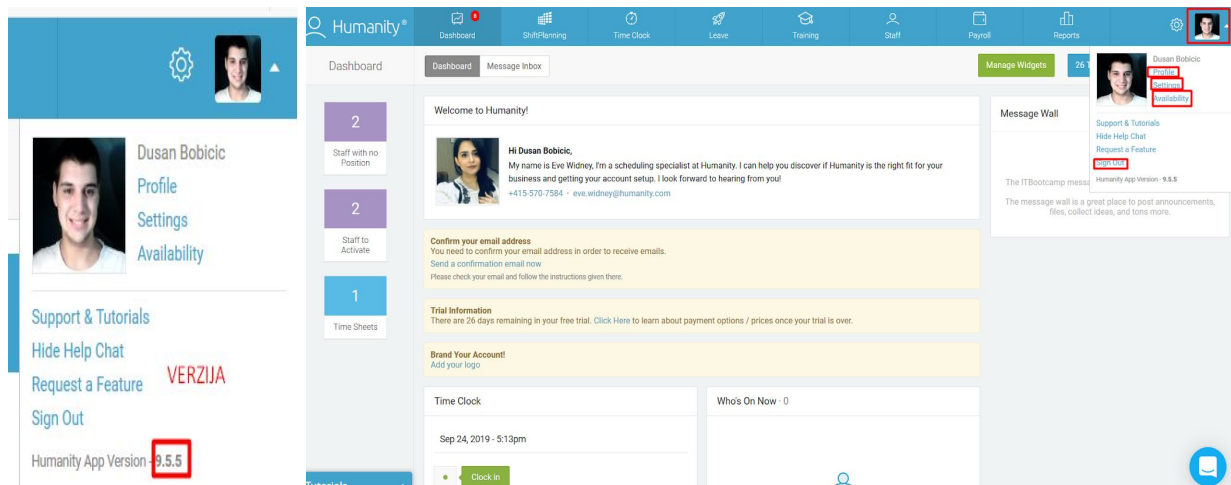 Dusan Bobicic
Profile
Settings
Availability
Support & Tutorials
Hide Help Chat
Request a Feature
VERZIJA
Sign Out
Humanity App Version - 9.5.5
Humanity®
8
Dashboard
ShiftPlanning
Time Clock
Leave
Training
Staff
Payroll
Reports
Dashboard
Dashboard
Message Inbox
Manage Widgets
26 T
Dusan Bobicic
Profile
Settings
Availability
Support & Tutorials
Hide Help Chat
Request a Feature
Sign Out
Humanity App Version - 9.5.5
2
Staff with no
Position
2
Staff to
Activate
1
Time Sheets
Welcome to Humanity!
Hi Dusan Bobicic,
My name is Eve Widney, I'm a scheduling specialist at Humanity. I can help you discover if Humanity is the right fit for your
business and getting your account setup. I look forward to hearing from you!
+415-570-7584 · eve.widney@humanity.com
Message Wall
The ITBootcamp messa
The message wall is a great place to post announcements,
files, collect ideas, and tons more.
Confirm your email address
You need to confirm your email address in order to receive emails.
Send a confirmation email now
Please check your email and follow the instructions given there.
Trial Information
There are 26 days remaining in your free trial. Click Here to learn about payment options / prices once your trial is over.
Brand Your Account!
Add your logo
Time Clock
Who's On Now · 0
Sep 24, 2019 - 5:13pm
Clock in
Tutorials